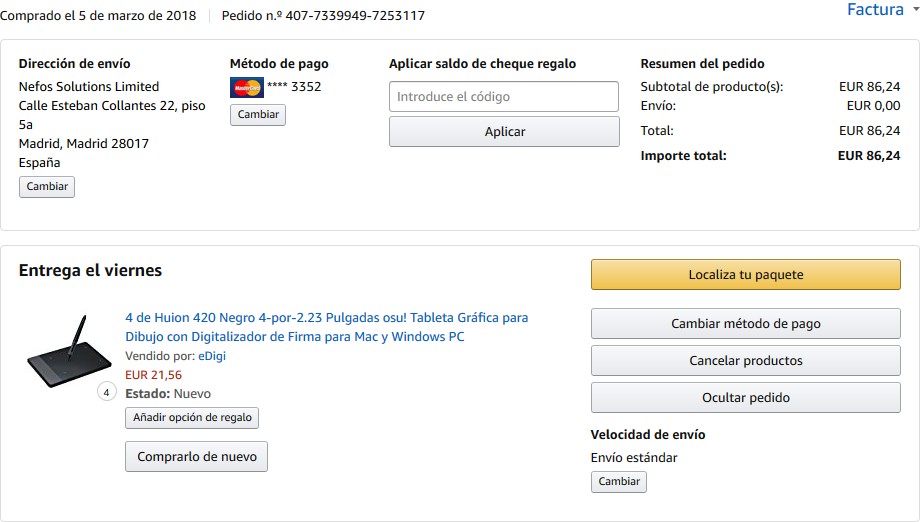 Comprado el 5 de marzo de 2018 Pedido n.º 407-7339949-7253117
Factura
Dirección de envío
Nefos Solutions Limited
Calle Esteban Collantes 22, piso
5a
Madrid, Madrid 28017
España
Cambiar
Método de pago
MasterCard **** 3352
Cambiar
Aplicar saldo de cheque regalo
Introduce el código
Aplicar
Resumen del pedido
Subtotal de producto(s): EUR 86,24
Envío: EUR 0,00
Total: EUR 86,24
Importe total: EUR 86,24
Entrega el viernes
4
4 de Huion 420 Negro 4-por-2.23 Pulgadas osu! Tableta Gráfica para
Dibujo con Digitalizador de Firma para Mac y Windows PC
Vendido por: eDigi
EUR 21,56
Estado: Nuevo
Añadir opción de regalo
Comprarlo de nuevo
Localiza tu paquete
Cambiar método de pago
Cancelar productos
Ocultar pedido
Velocidad de envío
Envío estándar
Cambiar